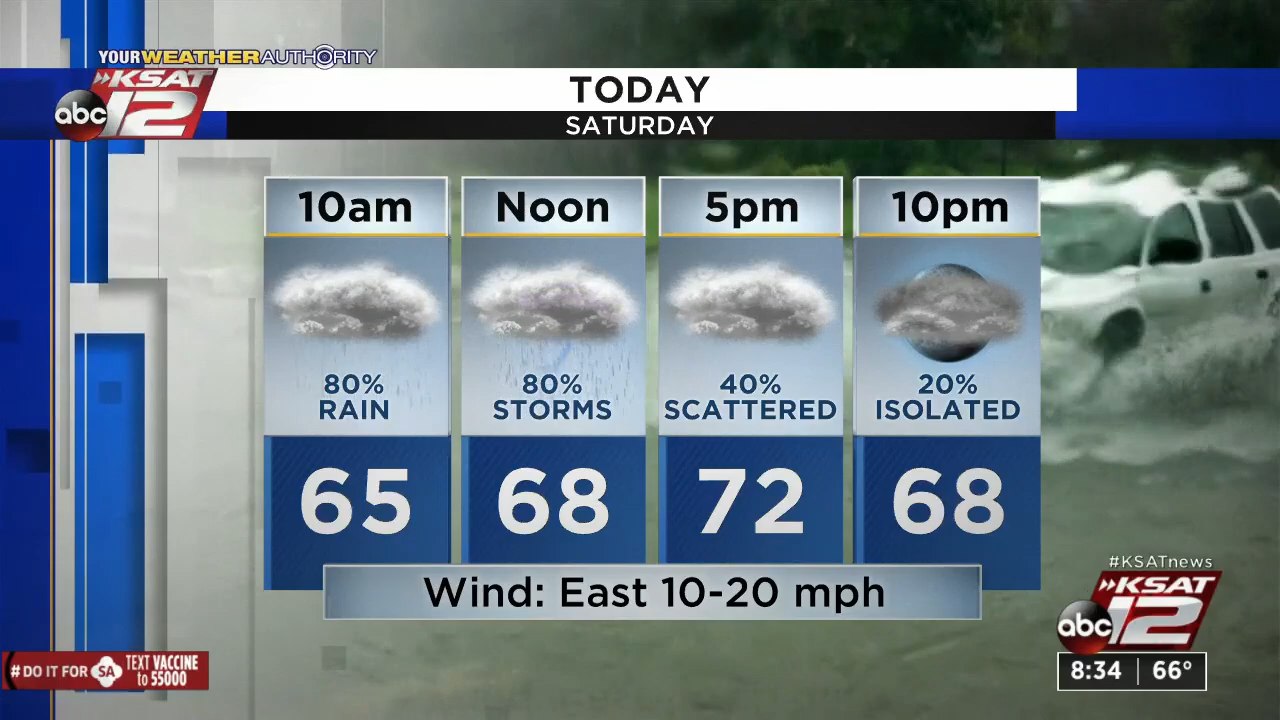 YOURWEATHERAUTHORITY
KSAT
abc 12
TODAY
SATURDAY
10am
80%
RAIN
65
Noon
80%
STORMS
68
5pm
40%
SCATTERED
72
10pm
20%
ISOLATED
68
Wind: East 10-20 mph
#KSATnews
KSAT
abc 12
8:34 66°
#DO IT FOR SA TEXT VACCINE
to 55000